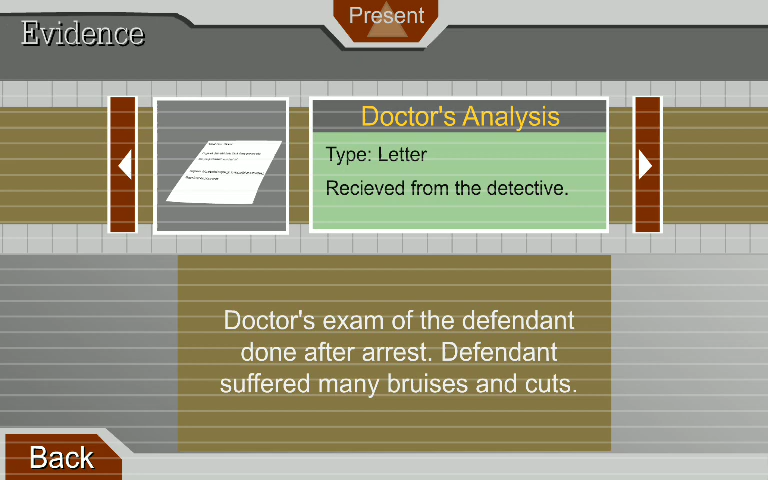 Present
Evidence
Doctor's Analysis
Type: Letter
Recieved from the detective.
Doctor's exam of the defendant
done after arrest. Defendant
suffered many bruises and cuts.
Back